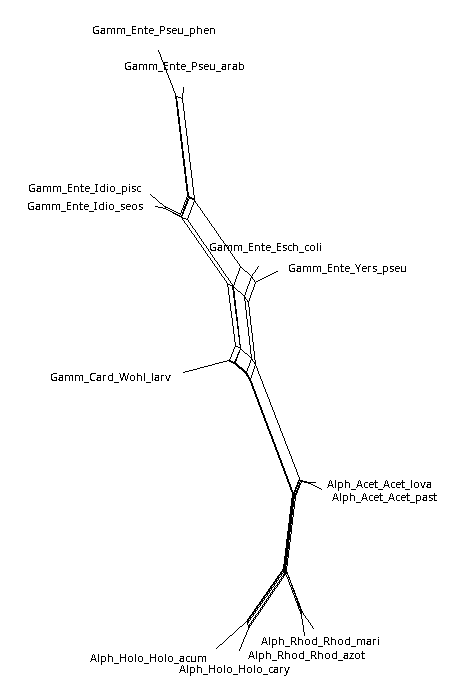 Gamm_Ente_Pseu_phen
Gamm_Ente_Pseu_arab
Gamm_Ente_Idio_pisc
Gamm_Ente_Idio_seos
Gamm_Ente_Esch_coli
Gamm_Ente_Yers_pseu
Gamm_Card_Wohl_larv
Alph_Acet_Acet_lova
Alph_Acet_Acet_past
Alph_Rhod_Rhod_mari
Alph_Rhod_Rhod_azot
Alph_Holo_Holo_acum
Alph_Holo_Holo_cary